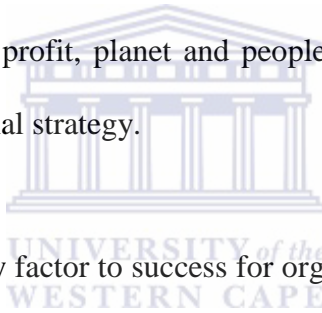 profit, planet and people
al strategy.
y factor to success for org
UNIVERSITY of the
WESTERN CAPE